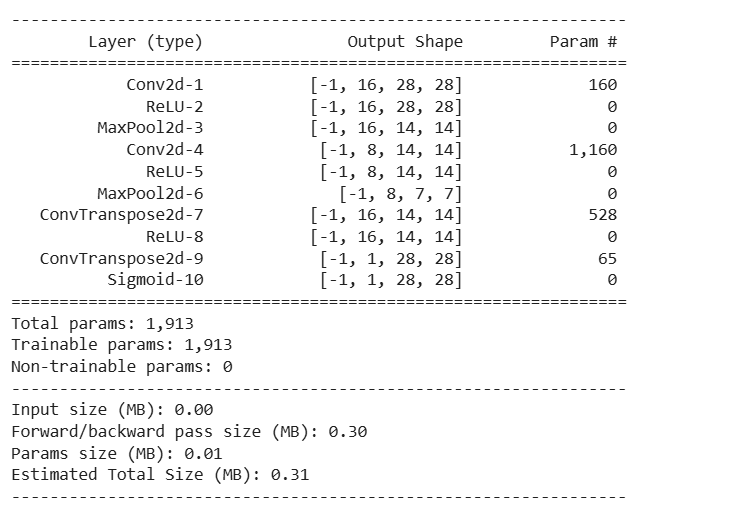 ----------------------------------------------------------------
        Layer (type)               Output Shape         Param #
================================================================
            Conv2d-1           [-1, 16, 28, 28]             160
              ReLU-2           [-1, 16, 28, 28]               0
         MaxPool2d-3           [-1, 16, 14, 14]               0
            Conv2d-4            [-1, 8, 14, 14]           1,160
              ReLU-5            [-1, 8, 14, 14]               0
         MaxPool2d-6              [-1, 8, 7, 7]               0
   ConvTranspose2d-7           [-1, 16, 14, 14]             528
              ReLU-8           [-1, 16, 14, 14]               0
   ConvTranspose2d-9            [-1, 1, 28, 28]              65
          Sigmoid-10            [-1, 1, 28, 28]               0
================================================================
Total params: 1,913
Trainable params: 1,913
Non-trainable params: 0
----------------------------------------------------------------
Input size (MB): 0.00
Forward/backward pass size (MB): 0.30
Params size (MB): 0.01
Estimated Total Size (MB): 0.31
----------------------------------------------------------------